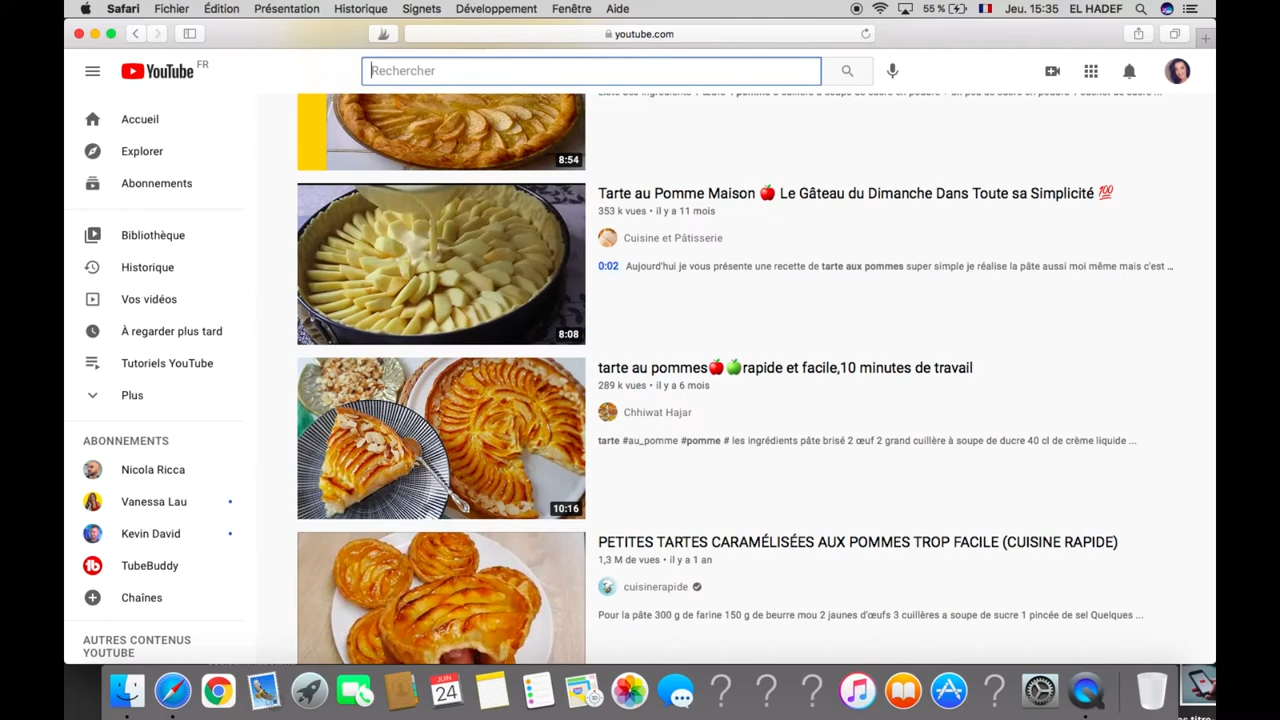 Safari Fichier Édition Présentation Historique Signets Développement Fenêtre Aide 55 % Jeu. 15:35 EL HADEF
youtube.com
YouTube FR
Rechercher
Accueil
Explorer
Abonnements
Bibliothèque
Historique
Vos vidéos
À regarder plus tard
Tutoriels YouTube
Plus
ABONNEMENTS
Nicola Ricca
Vanessa Lau
Kevin David
TubeBuddy
Chaînes
AUTRES CONTENUS
YOUTUBE
8:54
Tarte au Pomme Maison 🍎 Le Gâteau du Dimanche Dans Toute sa Simplicité 💯
353 k vues • il y a 11 mois
Cuisine et Pâtisserie
0:02 Aujourd'hui je vous présente une recette de tarte aux pommes super simple je réalise la pâte aussi moi même mais c'est ...
8:08
tarte au pommes🍎🍏rapide et facile,10 minutes de travail
289 k vues • il y a 6 mois
Chhiwat Hajar
tarte #au_pomme #pomme # les ingrédients pâte brisé 2 œuf 2 grand cuillère à soupe de ducre 40 cl de crème liquide ...
10:16
PETITES TARTES CARAMÉLISÉES AUX POMMES TROP FACILE (CUISINE RAPIDE)
1,3 M de vues • il y a 1 an
cuisinerapide
Pour la pâte 300 g de farine 150 g de beurre mou 2 jaunes d'œufs 3 cuillères a soupe de sucre 1 pincée de sel Quelques ...
JUIN
24